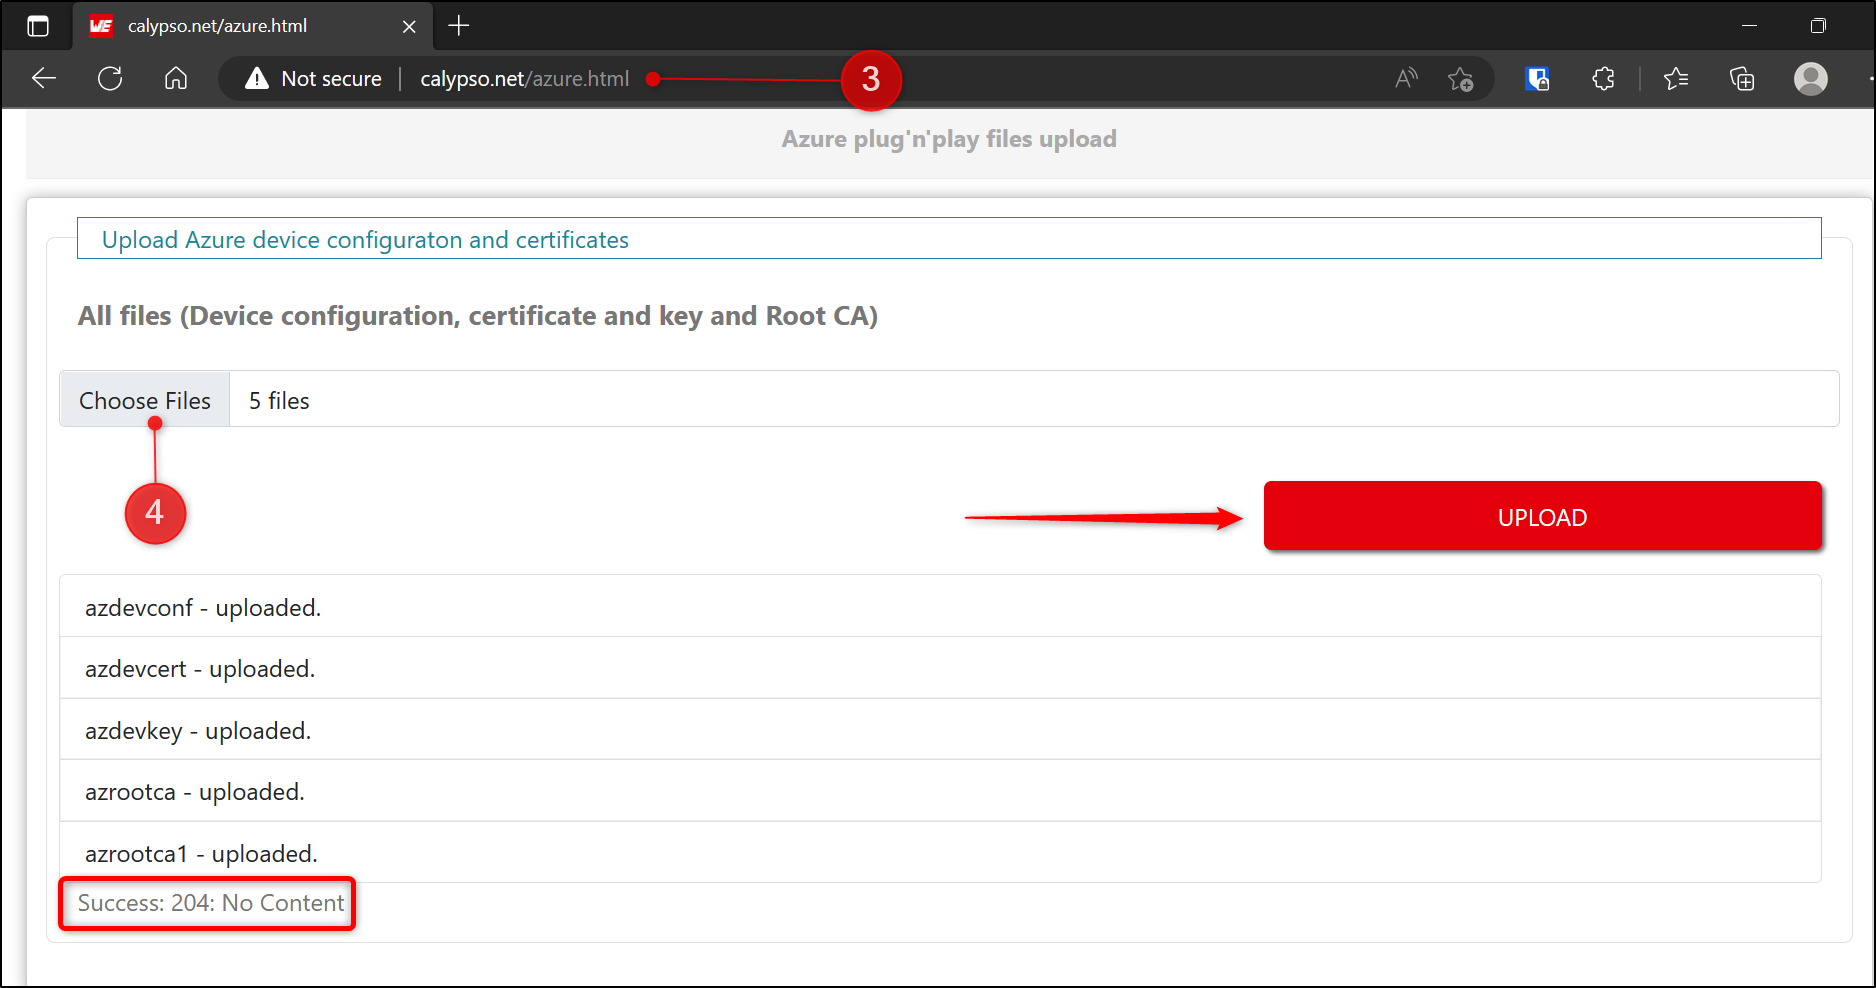 WE calypso.net/azure.html
Not secure calypso.net/azure.html 3
Azure plug'n'play files upload
Upload Azure device configuraton and certificates
All files (Device configuration, certificate and key and Root CA)
Choose Files 5 files
4
UPLOAD
azdevconf - uploaded.
azdevcert - uploaded.
azdevkey - uploaded.
azrootca - uploaded.
azrootca1 - uploaded.
Success: 204: No Content